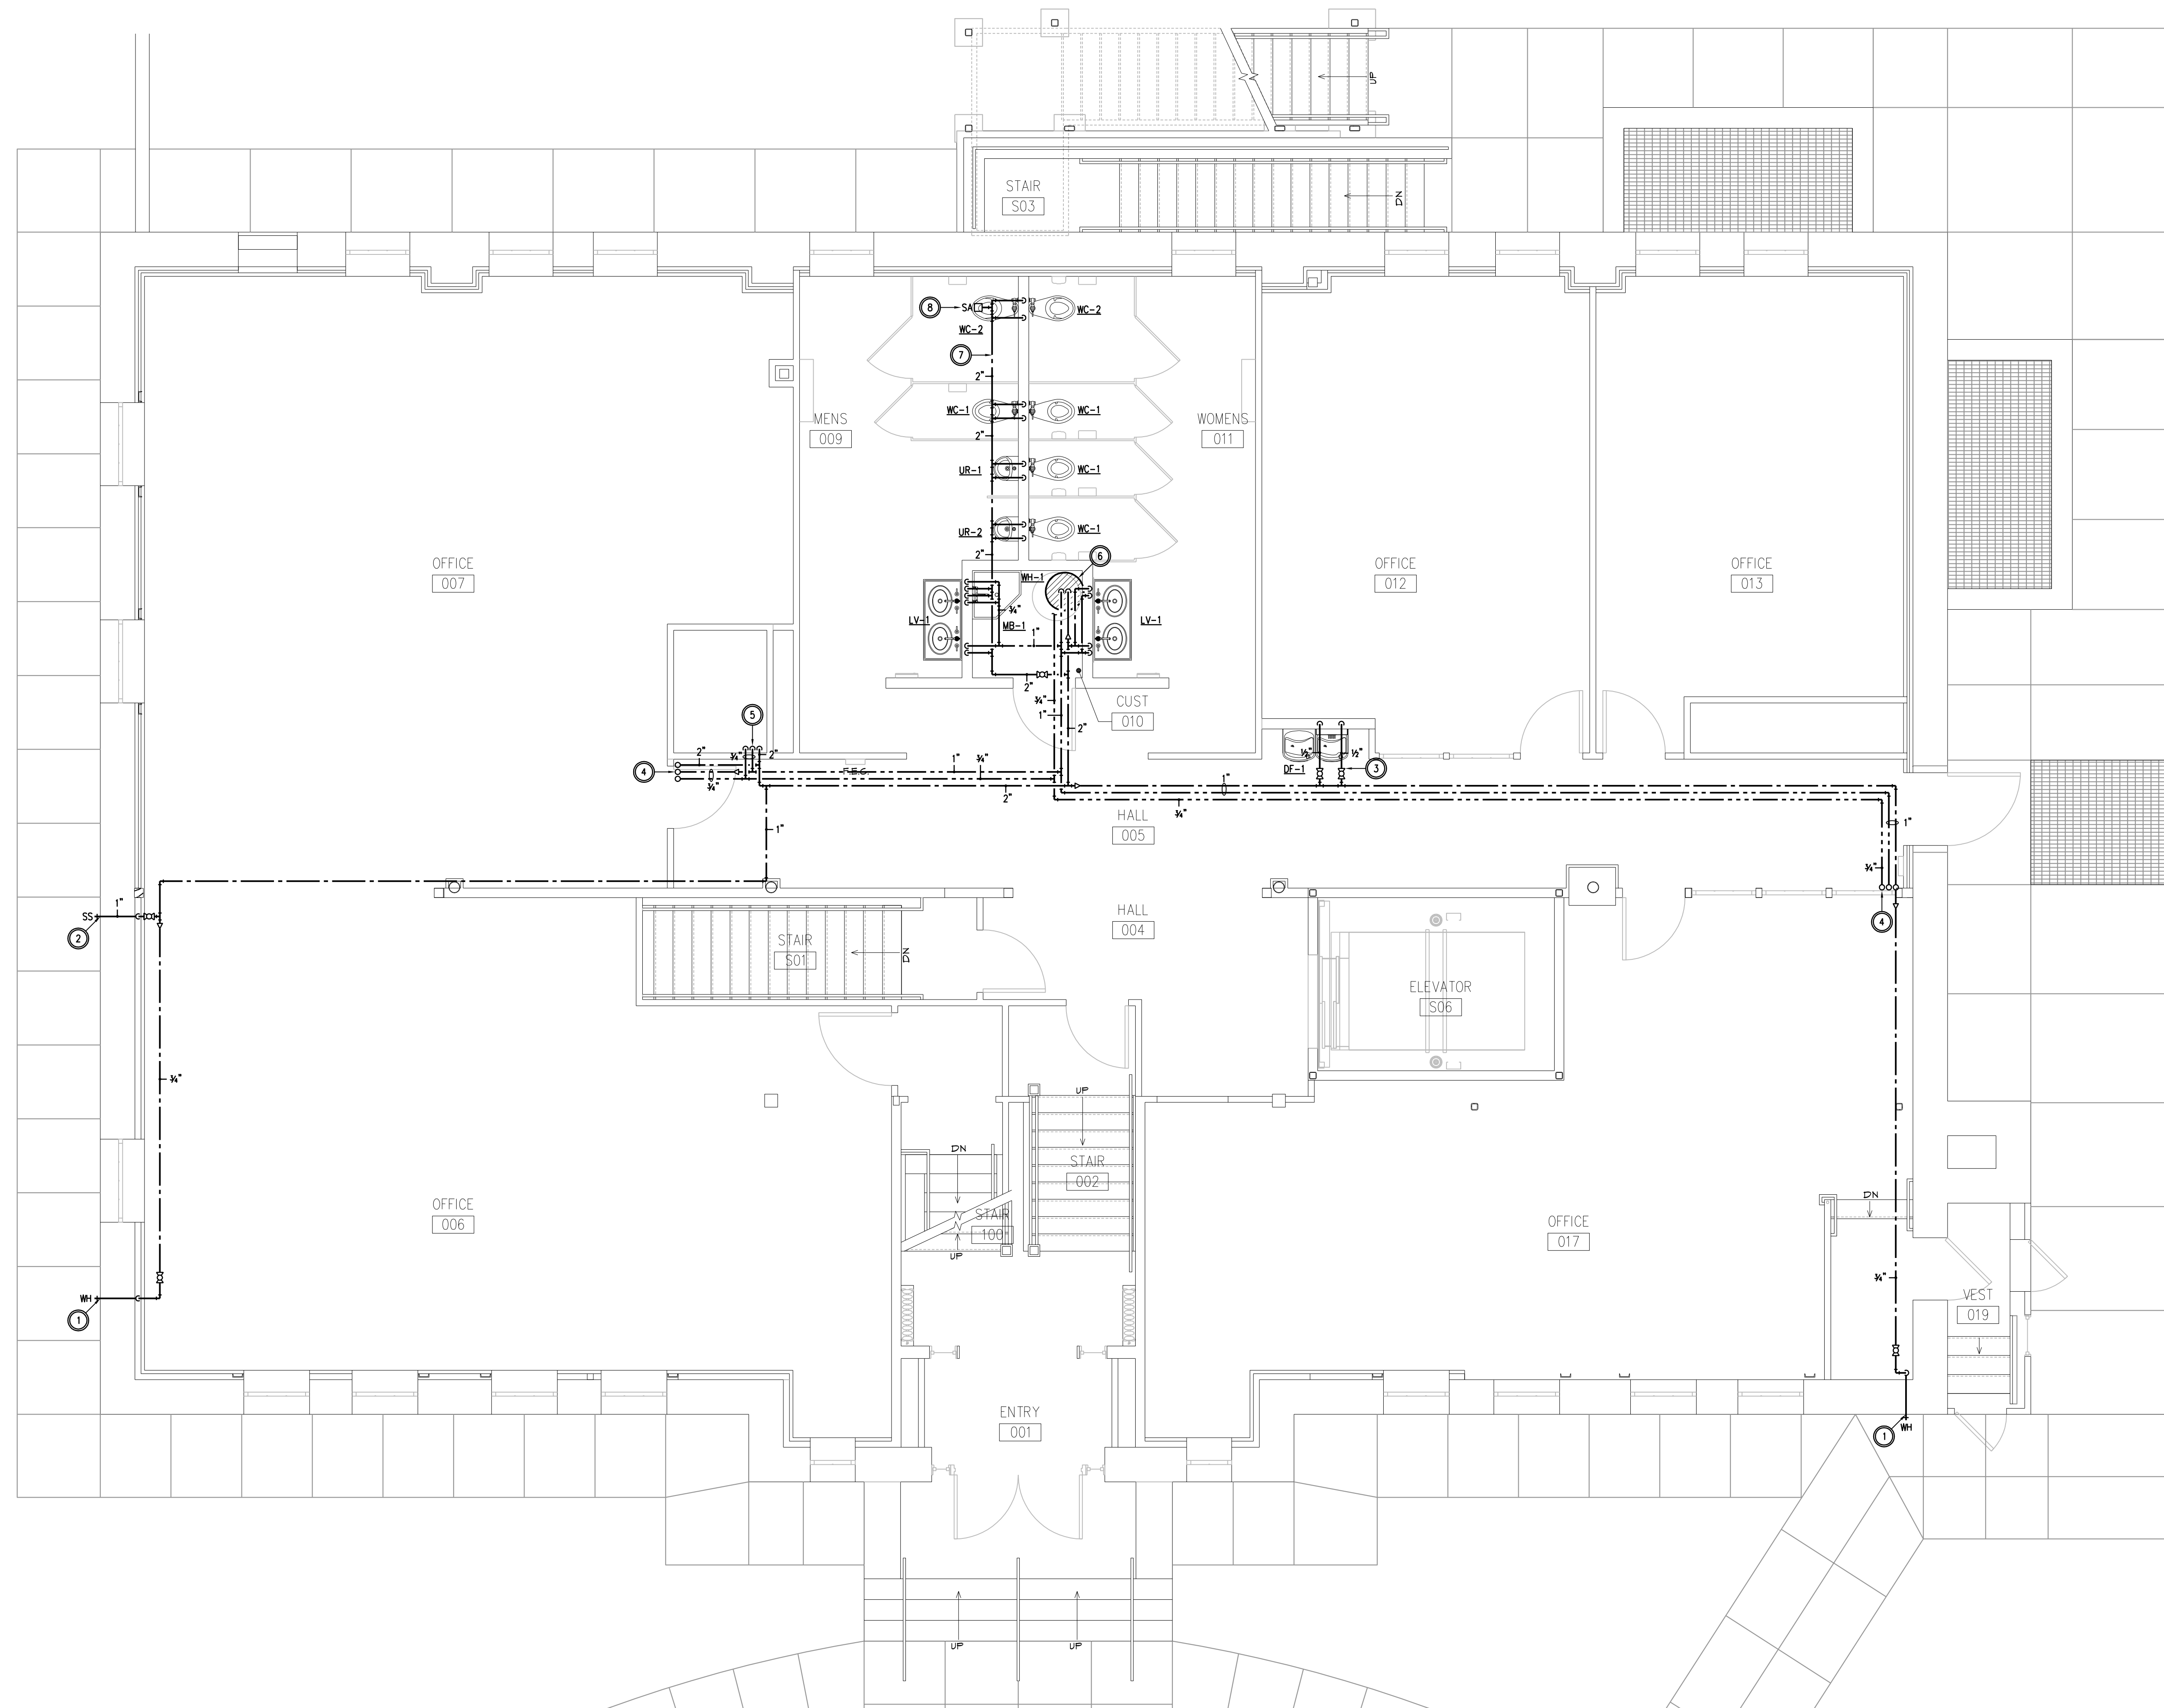 UP
STAIR
S03
DN
8
SA
WC-2
WC-2
7
2"
MENS
009
WC-1
WC-1
WOMENS
011
2"
UR-1
WC-1
UR-2
WC-1
2"
6
OFFICE
007
OFFICE
012
OFFICE
013
WH-1
3/4"
LV-1
MB-1
LV-1
1"
2"
3/4"
1"
CUST
010
2"
5
2"
3/4"
2"
4
3/4"
F.E.C.
1"
3/4"
1/2"
1/2"
DF-1
3
1"
2"
3/4"
1"
HALL
005
1"
3/4"
4
1"
SS
2
HALL
004
STAIR
S01
DN
ELEVATOR
S06
3/4"
UP
DN
STAIR
002
STAIR
100
UP
OFFICE
006
OFFICE
017
DN
3/4"
VEST
019
WH
1
ENTRY
001
1
WH
UP
UP